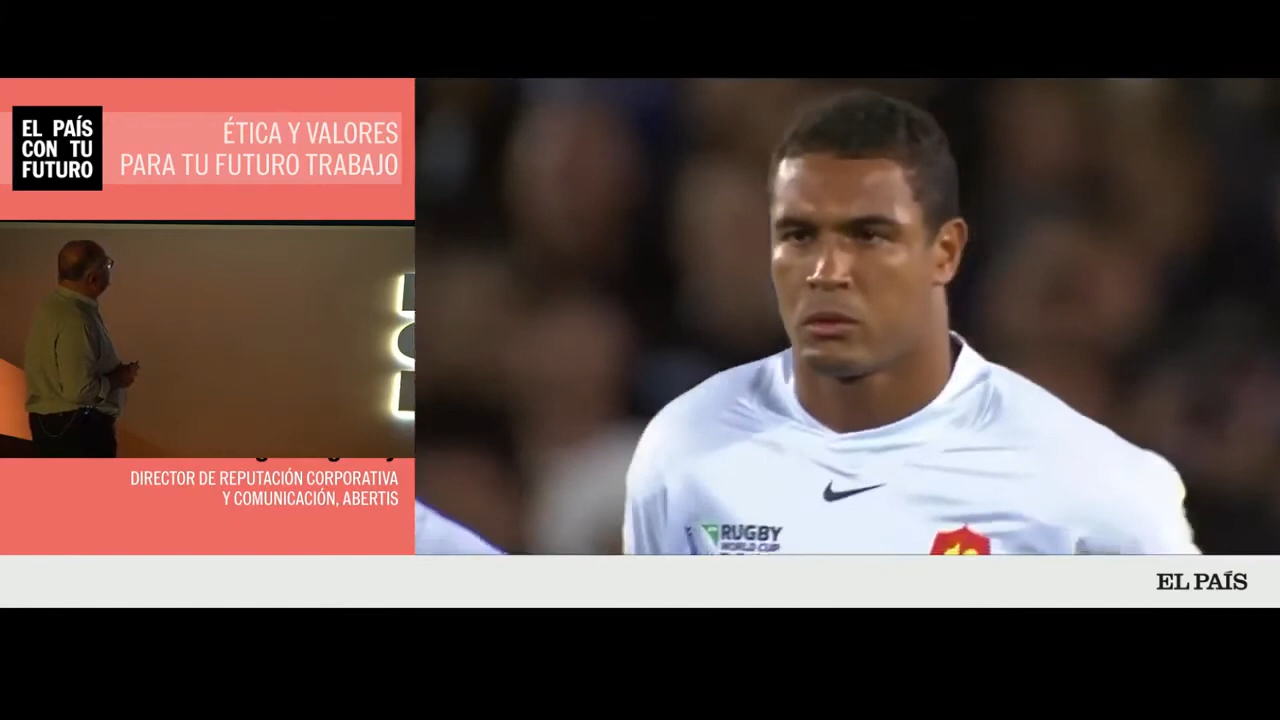 EL PAÍS
CON TU
FUTURO
ÉTICA Y VALORES
PARA TU FUTURO TRABAJO
DIRECTOR DE REPUTACIÓN CORPORATIVA
Y COMUNICACIÓN, ABERTIS
RUGBY
WORLD CUP
EL PAÍS